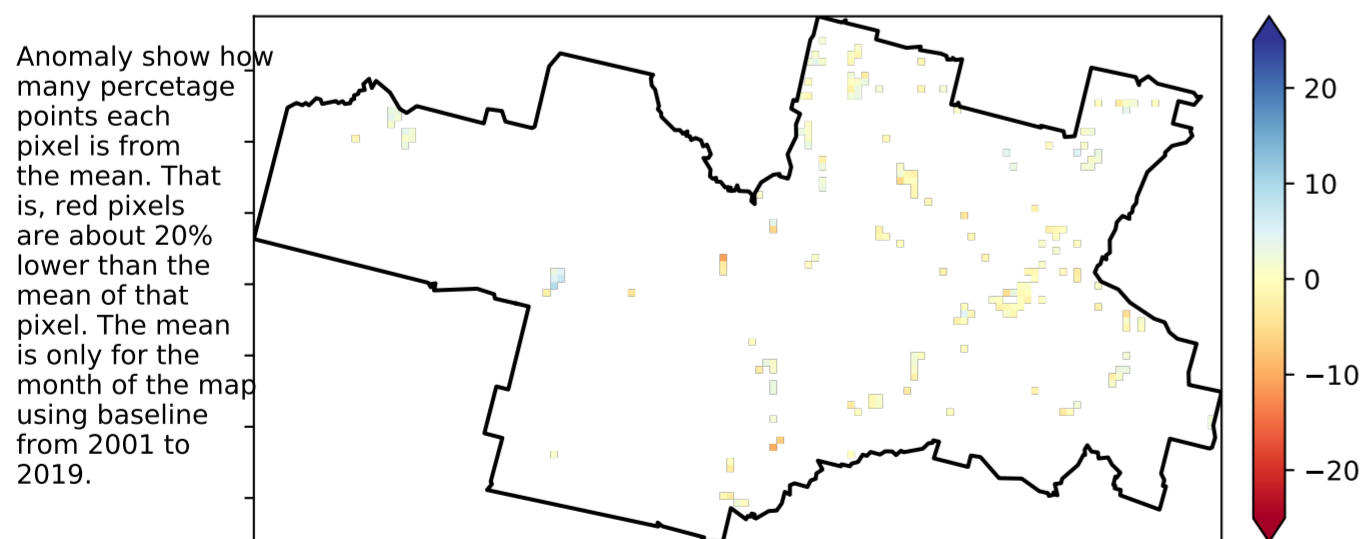 Anomaly show how
many percetage
points each
pixel is from
the mean. That
is, red pixels
are about 20%
lower than the
mean of that
pixel. The mean
is only for the
month of the map
using baseline
from 2001 to
2019.
20
10
0
−10
−20